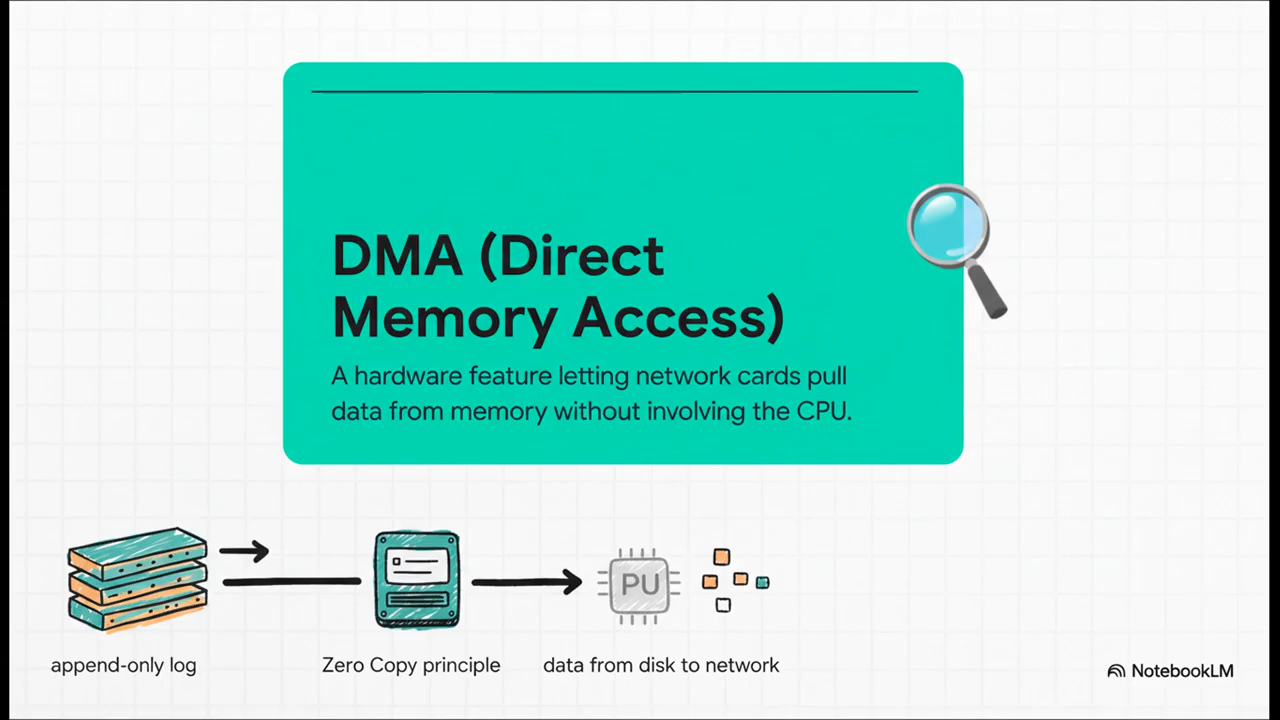 DMA (Direct
Memory Access)
A hardware feature letting network cards pull
data from memory without involving the CPU.
PU
append-only log
Zero Copy principle
data from disk to network
NotebookLM